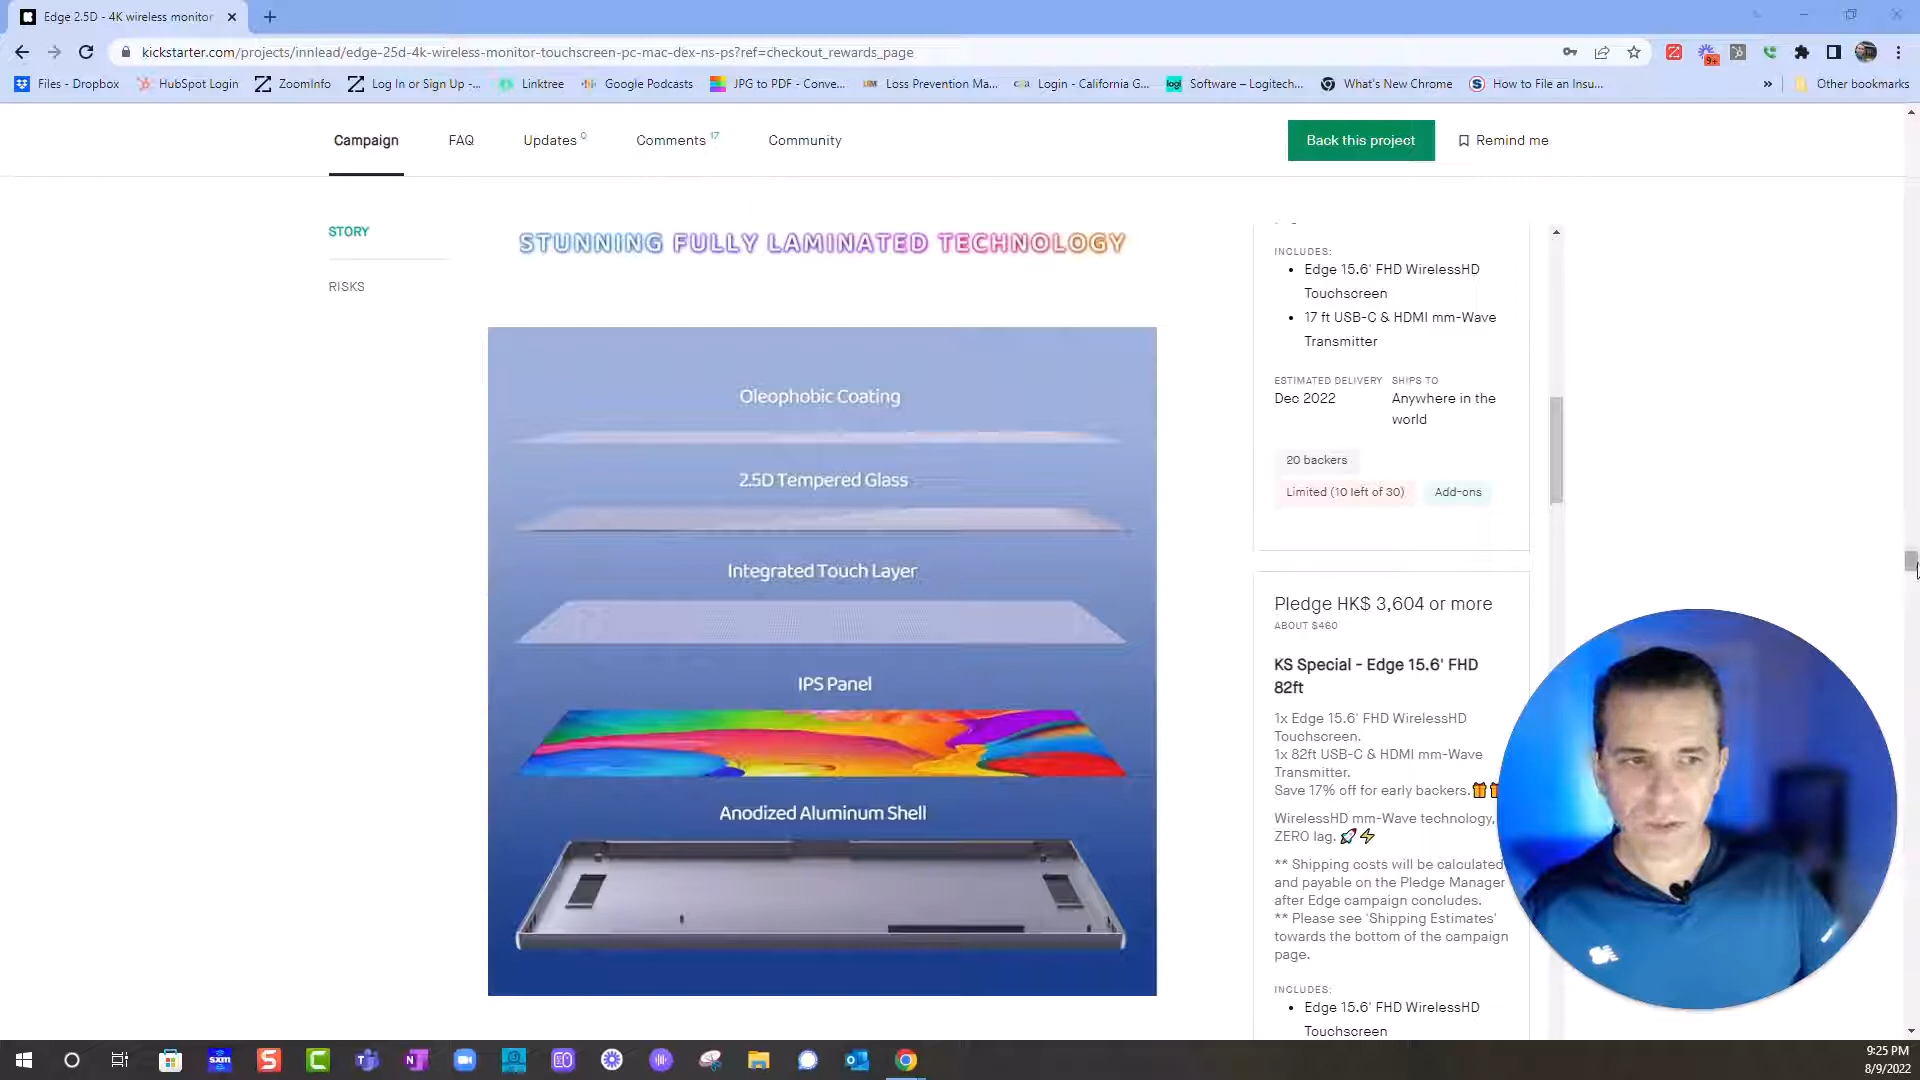 Edge 2.5D - 4K wireless monitor
kickstarter.com/projects/innlead/edge-25d-4k-wireless-monitor-touchscreen-pc-mac-dex-ns-ps?ref=checkout_rewards_page
9+
Files - Dropbox
HubSpot Login
ZoomInfo
Log In or Sign Up -...
Linktree
Google Podcasts
JPG to PDF - Conve...
Loss Prevention Ma...
Login - California G...
Software – Logitech...
What's New Chrome
How to File an Insu...
»
Other bookmarks
Campaign
FAQ
Updates 0
Comments 17
Community
Back this project
Remind me
STORY
RISKS
STUNNING FULLY LAMINATED TECHNOLOGY
Oleophobic Coating
2.5D Tempered Glass
Integrated Touch Layer
IPS Panel
Anodized Aluminum Shell
INCLUDES:
• Edge 15.6' FHD WirelessHD
Touchscreen
• 17 ft USB-C & HDMI mm-Wave
Transmitter
ESTIMATED DELIVERY
Dec 2022
SHIPS TO
Anywhere in the
world
20 backers
Limited (10 left of 30)
Add-ons
Pledge HK$ 3,604 or more
ABOUT $460
KS Special - Edge 15.6' FHD
82ft
1x Edge 15.6' FHD WirelessHD
Touchscreen.
1x 82ft USB-C & HDMI mm-Wave
Transmitter.
Save 17% off for early backers.
WirelessHD mm-Wave technology,
ZERO lag.
** Shipping costs will be calculated
and payable on the Pledge Manager
after Edge campaign concludes.
** Please see 'Shipping Estimates'
towards the bottom of the campaign
page.
INCLUDES:
• Edge 15.6' FHD WirelessHD
Touchscreen
sxm
9:25 PM
8/9/2022